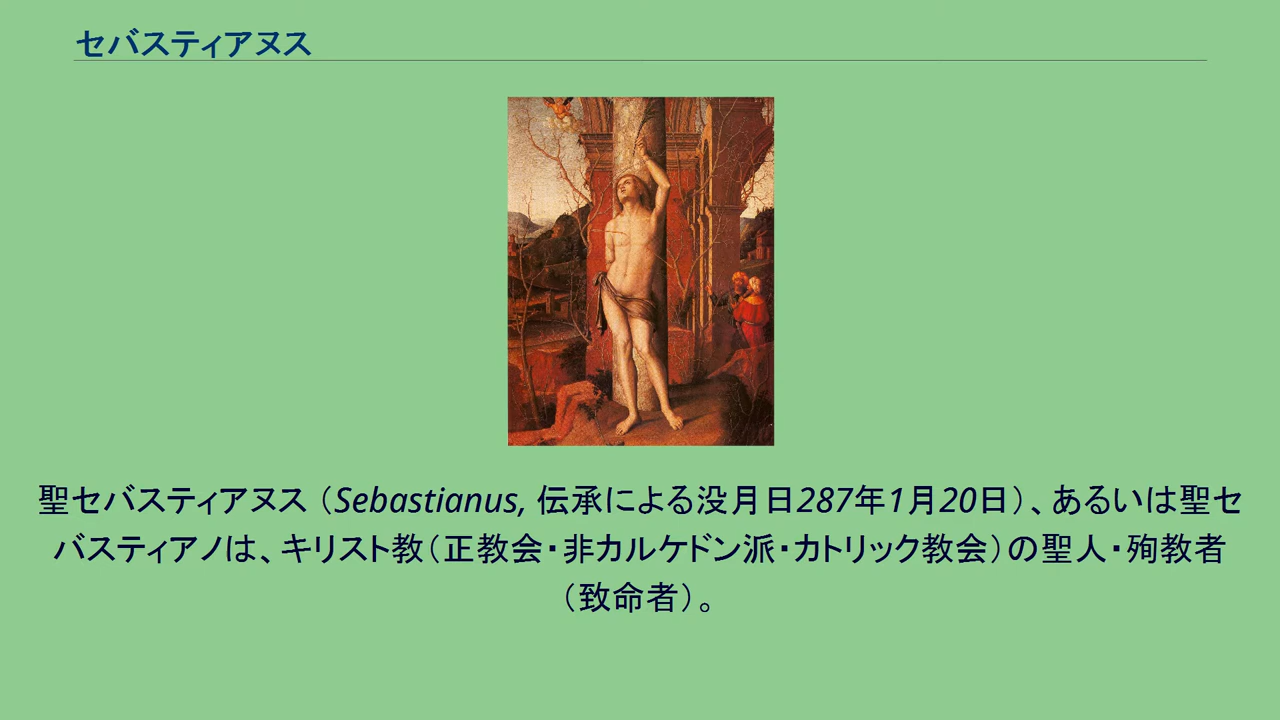 セバスティアヌス
聖セバスティアヌス（Sebastianus, 伝承による没月日287年1月20日）、あるいは聖セ
バスティアノは、キリスト教（正教会・非カルケドン派・カトリック教会）の聖人・殉教者
（致命者）。